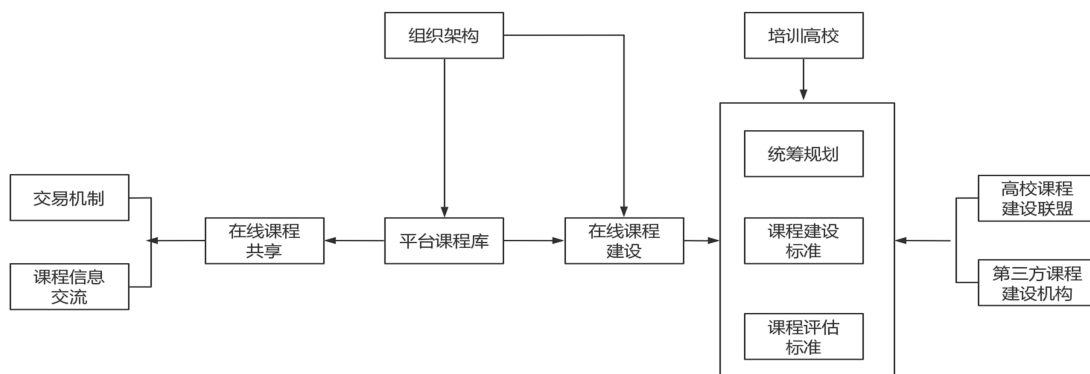 组织架构
培训高校
统筹规划
交易机制
高校课程
建设联盟
在线课程
共享
平台课程库
在线课程
建设
课程建设
标准
课程信息
交流
第三方课程
建设机构
课程评估
标准